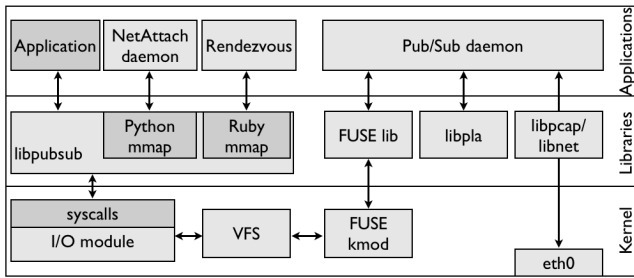 Application
NetAttach
daemon
Rendezvous
Pub/Sub daemon
Applications
libpubsub
Python
mmap
Ruby
mmap
FUSE lib
libpla
libpcap/
libnet
Libraries
syscalls
I/O module
VFS
FUSE
kmod
eth0
Kernel